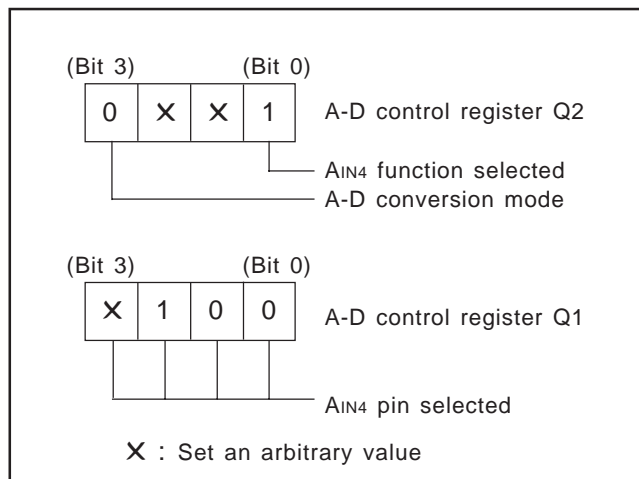 (Bit 3) (Bit 0)
0 ✕ ✕ 1 A-D control register Q2
AIN4 function selected
A-D conversion mode
(Bit 3) (Bit 0)
✕ 1 0 0 A-D control register Q1
AIN4 pin selected
✕ : Set an arbitrary value